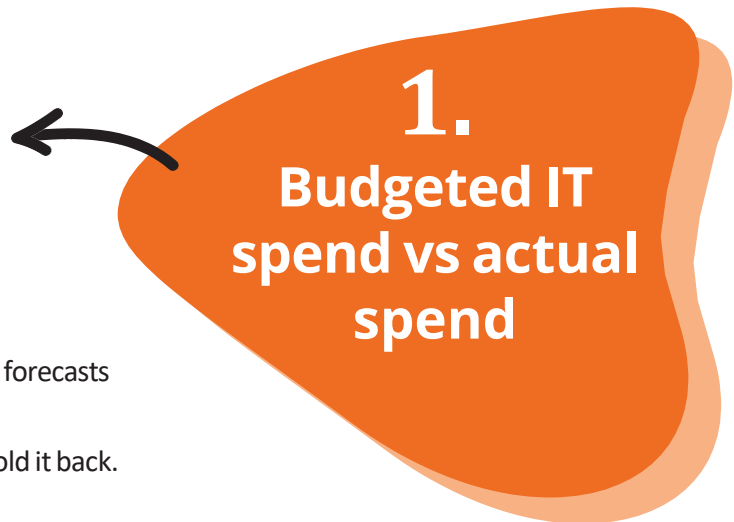 1.
Budgeted IT
spend vs actual
spend
forecasts
old it back.